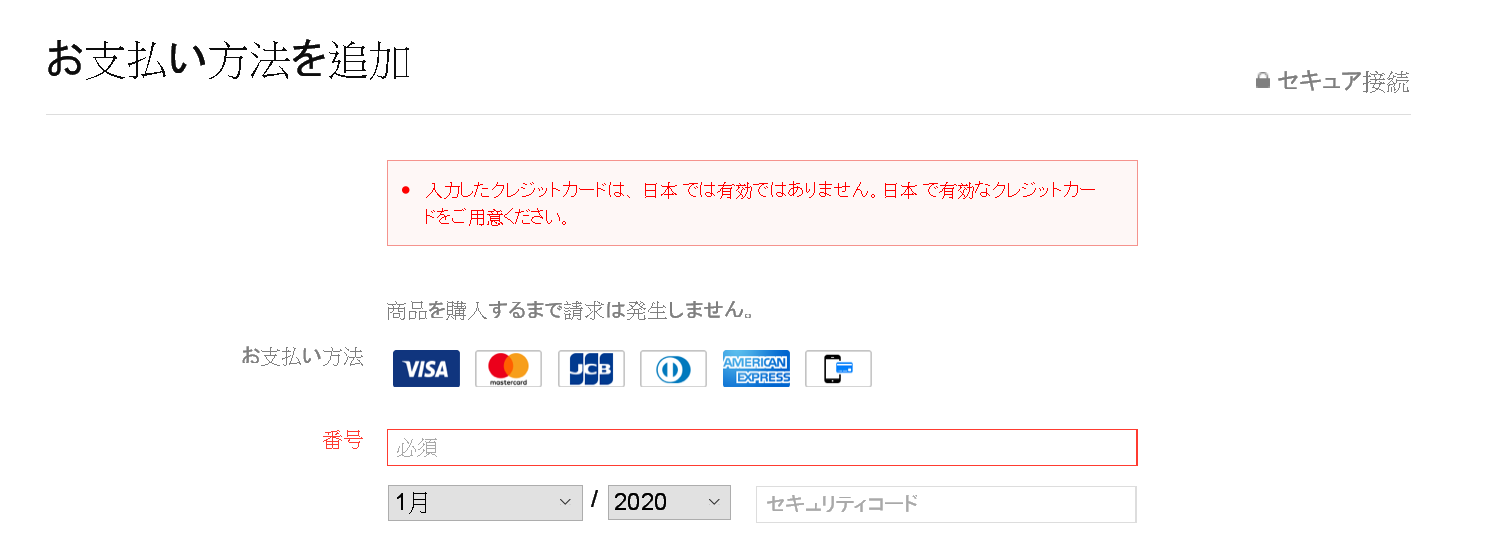 お支払い方法を追加
セキュア接続
• 入力したクレジットカードは、日本 では有効ではありません。日本 で有効なクレジットカー
ドをご用意ください。
商品を購入するまで請求は発生しません。
お支払い方法
VISA
mastercard
JCB
AMERICAN
EXPRESS
番号
必須
1月 / 2020 セキュリティコード